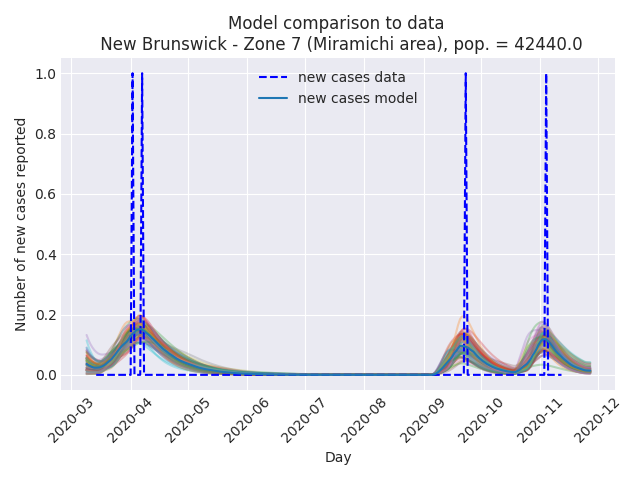 Model comparison to data
New Brunswick - Zone 7 (Miramichi area), pop. = 42440.0
new cases data
new cases model
Number of new cases reported
1.0
0.8
0.6
0.4
0.2
0.0
2020-03
2020-04
2020-05
2020-06
2020-07
2020-08
2020-09
2020-10
2020-11
2020-12
Day